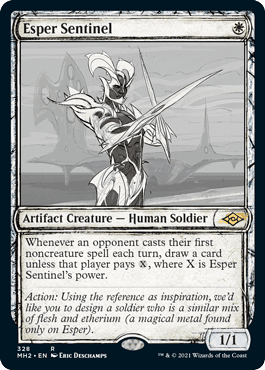 Esper Sentinel
Artifact Creature — Human Soldier
Whenever an opponent casts their first
noncreature spell each turn, draw a card
unless that player pays X, where X is Esper
Sentinel's power.
Action: Using the reference as inspiration, we'd
like you to design a soldier who is a similar mix
of flesh and etherium (a magical metal found
only on Esper).
1/1
328 R
MH2 • EN Eric Deschamps
™ & © 2021 Wizards of the Coast